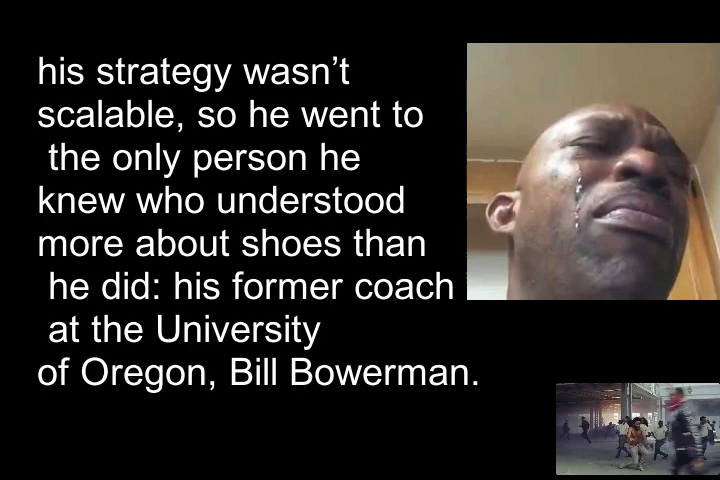 his strategy wasn’t
scalable, so he went to
the only person he
knew who understood
more about shoes than
he did: his former coach
at the University
of Oregon, Bill Bowerman.